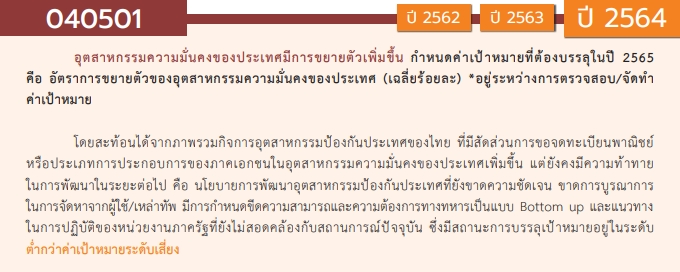 040501
ปี 2562
ปี 2563
ปี 2564
อุตสาหกรรมความมั่นคงของประเทศมีการขยายตัวเพิ่มขึ้น กำหนดค่าเป้าหมายที่ต้องบรรลุในปี 2565
คือ อัตราการขยายตัวของอุตสาหกรรมความมั่นคงของประเทศ (เฉลี่ยร้อยละ) *อยู่ระหว่างการตรวจสอบ/จัดทำ
ค่าเป้าหมาย
โดยสะท้อนได้จากภาพรวมกิจการอุตสาหกรรมป้องกันประเทศของไทย ที่มีสัดส่วนการขอจดทะเบียนพาณิชย์
หรือประเภทการประกอบการของภาคเอกชนในอุตสาหกรรมความมั่นคงของประเทศเพิ่มขึ้น แต่ยังคงมีความท้าทาย
ในการพัฒนาในระยะต่อไป คือ นโยบายการพัฒนาอุตสาหกรรมป้องกันประเทศที่ยังขาดความชัดเจน ขาดการบูรณาการ
ในการจัดหาจากผู้ใช้/เหล่าทัพ มีการกำหนดขีดความสามารถและความต้องการทางทหารเป็นแบบ Bottom up และแนวทาง
ในการปฏิบัติของหน่วยงานภาครัฐที่ยังไม่สอดคล้องกับสถานการณ์ปัจจุบัน ซึ่งมีสถานะการบรรลุเป้าหมายอยู่ในระดับ
ต่ำกว่าค่าเป้าหมายระดับเสี่ยง